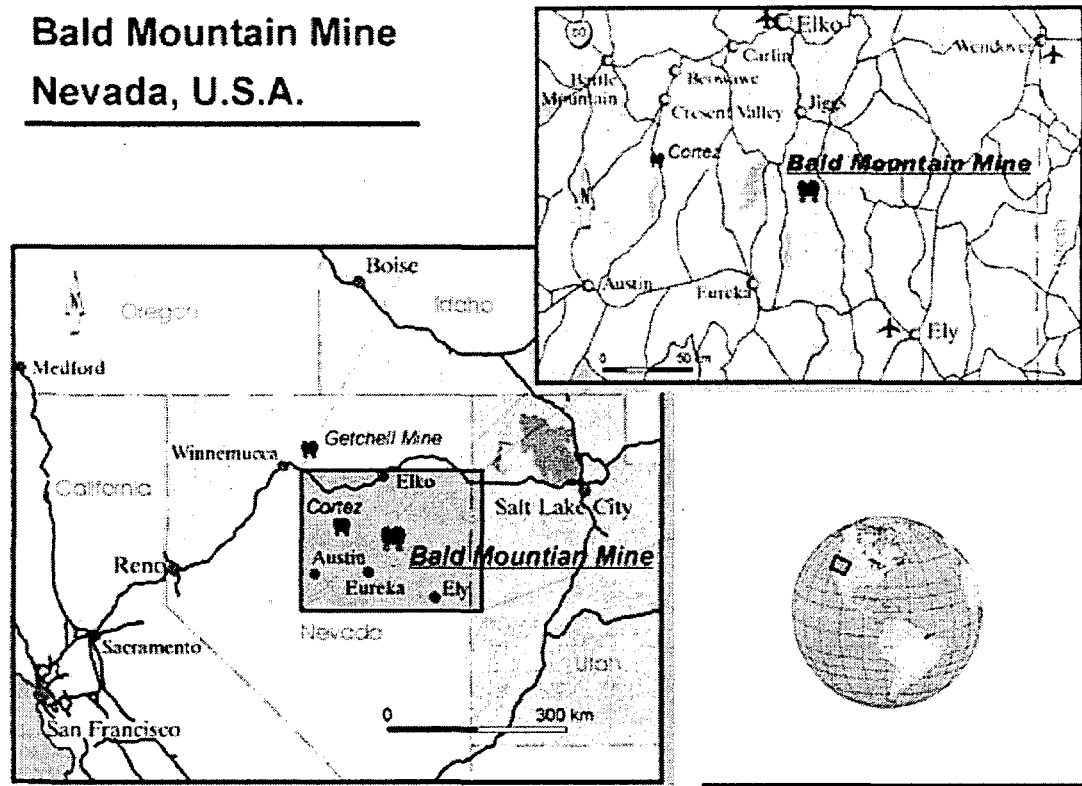 Bald Mountain Mine
Nevada, U.S.A.
80
Elko
Wendover
Carlin
Battle
Mountain
Beowawe
Cresent Valley
Jiggs
Cortez
Bald Mountain Mine
N
Austin
Eureka
Ely
0 50 km
Boise
N
Oregon
Idaho
Medford
Getchell Mine
Winnemucca
California
Elko
Salt Lake City
Cortez
Bald Mountian Mine
Reno
Austin
Eureka
Ely
Nevada
Sacramento
Utah
0 300 km
San Francisco